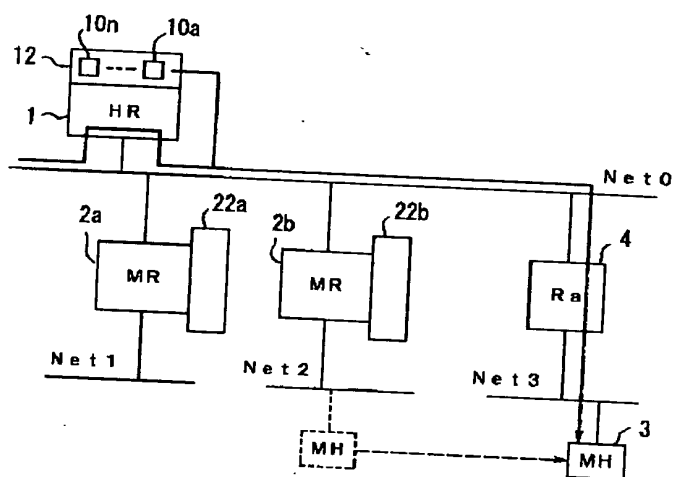 10n 10a
12
1 HR
Net0
22a 22b
2a 2b 4
MR MR Ra
Net1 Net2 Net3
3
MH MH